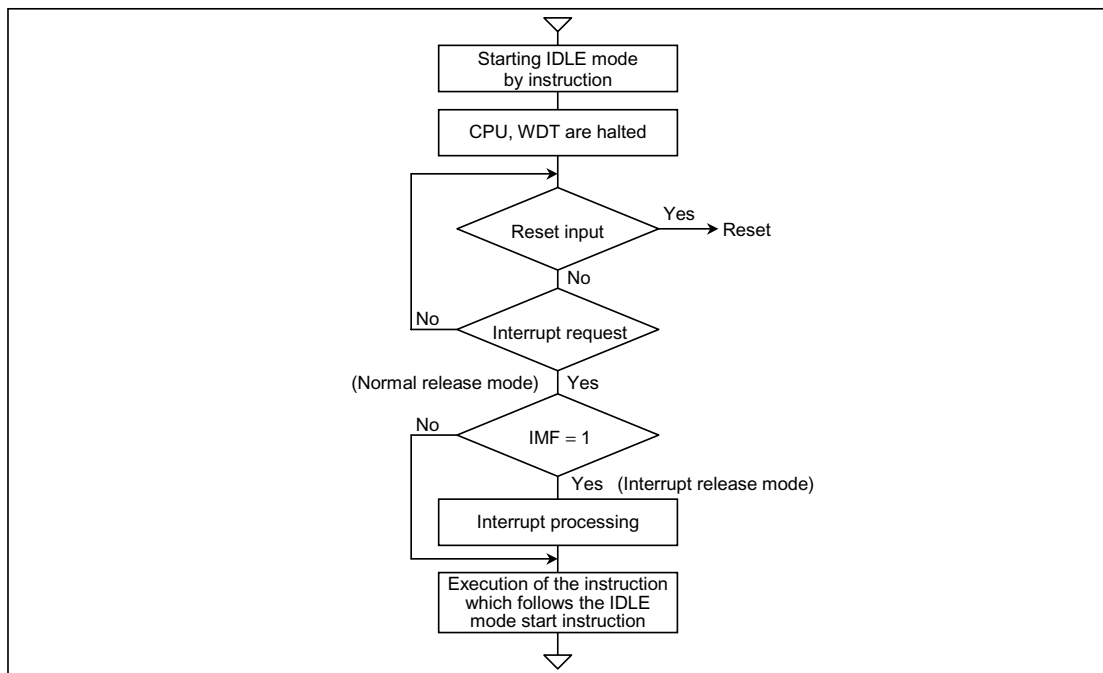 Starting IDLE mode
by instruction
CPU, WDT are halted
Yes
Reset input
Reset
No
No
Interrupt request
(Normal release mode)
Yes
No
IMF = 1
Yes
(Interrupt release mode)
Interrupt processing
Execution of the instruction
which follows the IDLE
mode start instruction